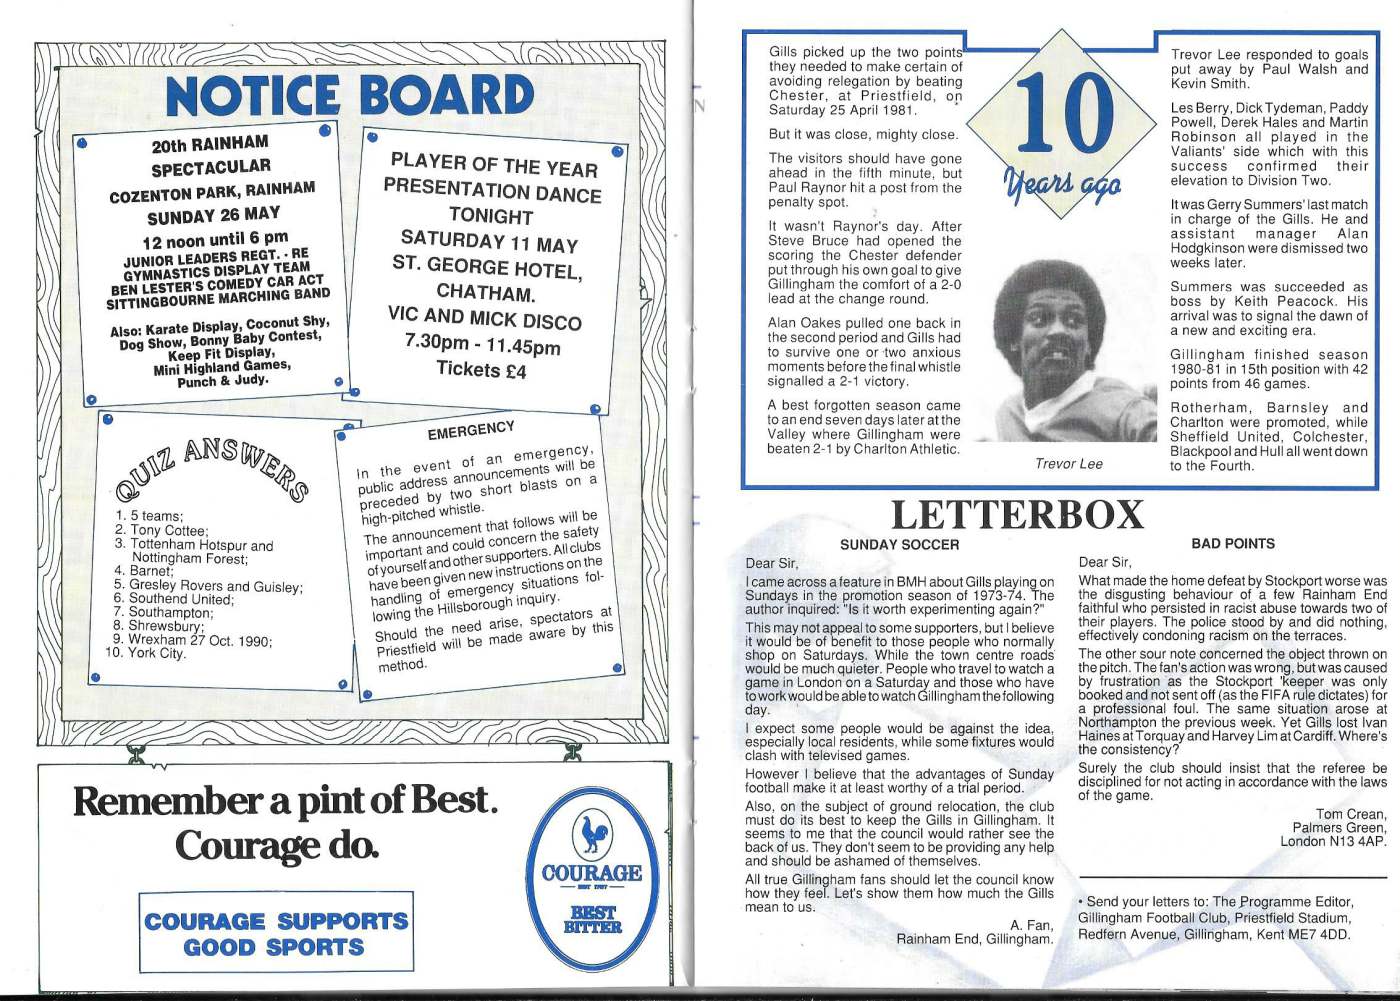 NOTICE BOARD
20th RAINHAM
SPECTACULAR
COZENTON PARK, RAINHAM
SUNDAY 26 MAY
12 noon until 6 pm
JUNIOR LEADERS REGT. - RE
GYMNASTICS DISPLAY TEAM
BEN LESTER'S COMEDY CAR ACT
SITTINGBOURNE MARCHING BAND
Also: Karate Display, Coconut Shy,
Dog Show, Bonny Baby Contest,
Keep Fit Display,
Mini Highland Games,
Punch & Judy.
PLAYER OF THE YEAR
PRESENTATION DANCE
TONIGHT
SATURDAY 11 MAY
ST. GEORGE HOTEL,
CHATHAM.
VIC AND MICK DISCO
7.30pm - 11.45pm
Tickets £4
QUIZ ANSWERS
1. 5 teams;
2. Tony Cottee;
3. Tottenham Hotspur and
Nottingham Forest;
4. Barnet;
5. Gresley Rovers and Guisley;
6. Southend United;
7. Southampton;
8. Shrewsbury;
9. Wrexham 27 Oct. 1990;
10. York City.
EMERGENCY
In the event of an emergency,
public address announcements will be
preceded by two short blasts on a
high-pitched whistle.
The announcement that follows will be
important and could concern the safety
of yourself and other supporters. All clubs
have been given new instructions on the
handling of emergency situations fol-
lowing the Hillsborough inquiry.
Should the need arise, spectators at
Priestfield will be made aware by this
method.
Remember a pint of Best.
Courage do.
COURAGE SUPPORTS
GOOD SPORTS
COURAGE
BEST
BITTER
Gills picked up the two points
they needed to make certain of
avoiding relegation by beating
Chester, at Priestfield, on
Saturday 25 April 1981.
But it was close, mighty close.
The visitors should have gone
ahead in the fifth minute, but
Paul Raynor hit a post from the
penalty spot.
It wasn't Raynor's day. After
Steve Bruce had opened the
scoring the Chester defender
put through his own goal to give
Gillingham the comfort of a 2-0
lead at the change round.
Alan Oakes pulled one back in
the second period and Gills had
to survive one or two anxious
moments before the final whistle
signalled a 2-1 victory.
A best forgotten season came
to an end seven days later at the
Valley where Gillingham were
beaten 2-1 by Charlton Athletic.
10
Years ago
Trevor Lee
Trevor Lee responded to goals
put away by Paul Walsh and
Kevin Smith.
Les Berry, Dick Tydeman, Paddy
Powell, Derek Hales and Martin
Robinson all played in the
Valiants' side which with this
success confirmed their
elevation to Division Two.
It was Gerry Summers' last match
in charge of the Gills. He and
assistant manager Alan
Hodgkinson were dismissed two
weeks later.
Summers was succeeded as
boss by Keith Peacock. His
arrival was to signal the dawn of
a new and exciting era.
Gillingham finished season
1980-81 in 15th position with 42
points from 46 games.
Rotherham, Barnsley and
Charlton were promoted, while
Sheffield United, Colchester,
Blackpool and Hull all went down
to the Fourth.
LETTERBOX
SUNDAY SOCCER
Dear Sir,
I came across a feature in BMH about Gills playing on
Sundays in the promotion season of 1973-74. The
author inquired: "Is it worth experimenting again?"
This may not appeal to some supporters, but I believe
it would be of benefit to those people who normally
shop on Saturdays. While the town centre roads
would be much quieter. People who travel to watch a
game in London on a Saturday and those who have
to work would be able to watch Gillingham the following
day.
I expect some people would be against the idea,
especially local residents, while some fixtures would
clash with televised games.
However I believe that the advantages of Sunday
football make it at least worthy of a trial period.
Also, on the subject of ground relocation, the club
must do its best to keep the Gills in Gillingham. It
seems to me that the council would rather see the
back of us. They don't seem to be providing any help
and should be ashamed of themselves.
All true Gillingham fans should let the council know
how they feel. Let's show them how much the Gills
mean to us.
A. Fan,
Rainham End, Gillingham.
BAD POINTS
Dear Sir,
What made the home defeat by Stockport worse was
the disgusting behaviour of a few Rainham End
faithful who persisted in racist abuse towards two of
their players. The police stood by and did nothing,
effectively condoning racism on the terraces.
The other sour note concerned the object thrown on
the pitch. The fan's action was wrong, but was caused
by frustration as the Stockport 'keeper was only
booked and not sent off (as the FIFA rule dictates) for
a professional foul. The same situation arose at
Northampton the previous week. Yet Gills lost Ivan
Haines at Torquay and Harvey Lim at Cardiff. Where's
the consistency?
Surely the club should insist that the referee be
disciplined for not acting in accordance with the laws
of the game.
Tom Crean,
Palmers Green,
London N13 4AP.
• Send your letters to: The Programme Editor,
Gillingham Football Club, Priestfield Stadium,
Redfern Avenue, Gillingham, Kent ME7 4DD.